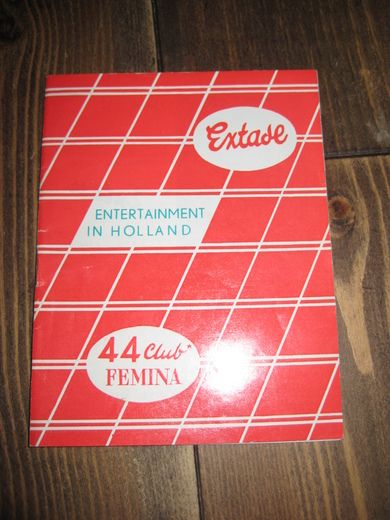 Extase
ENTERTAINMENT
IN HOLLAND
44 Club*
FEMINA